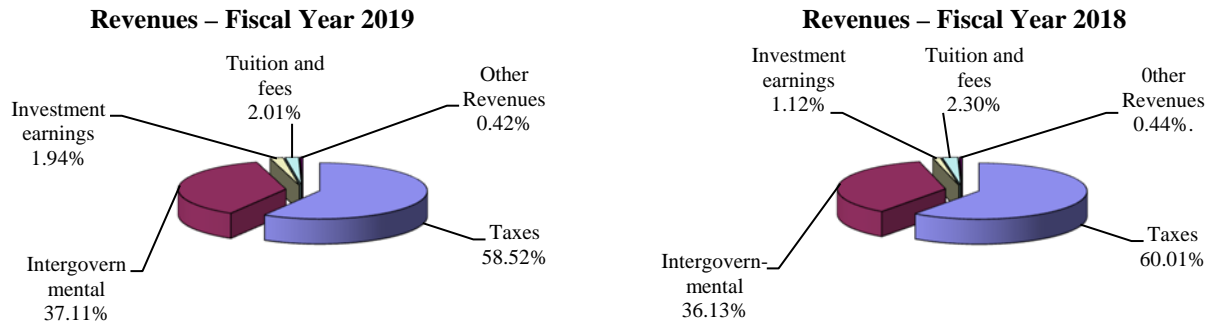 Revenues – Fiscal Year 2019
Tuition and
fees
2.01%
Other
Revenues
0.42%
Investment
earnings
1.94%
Taxes
58.52%
Intergovern
mental
37.11%
Revenues – Fiscal Year 2018
Investment
earnings
1.12%
Tuition and
fees
2.30%
0ther
Revenues
0.44%.
Taxes
60.01%
Intergovern-
mental
36.13%